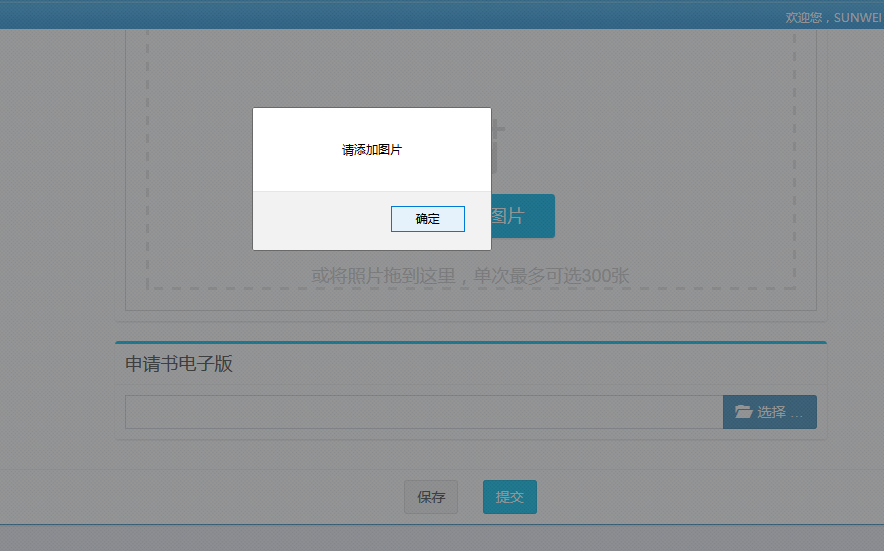 欢迎您，SUNWEI
请添加图片
确定
图片
或将照片拖到这里，单次最多可选300张
申请书电子版
选择 ...
保存
提交